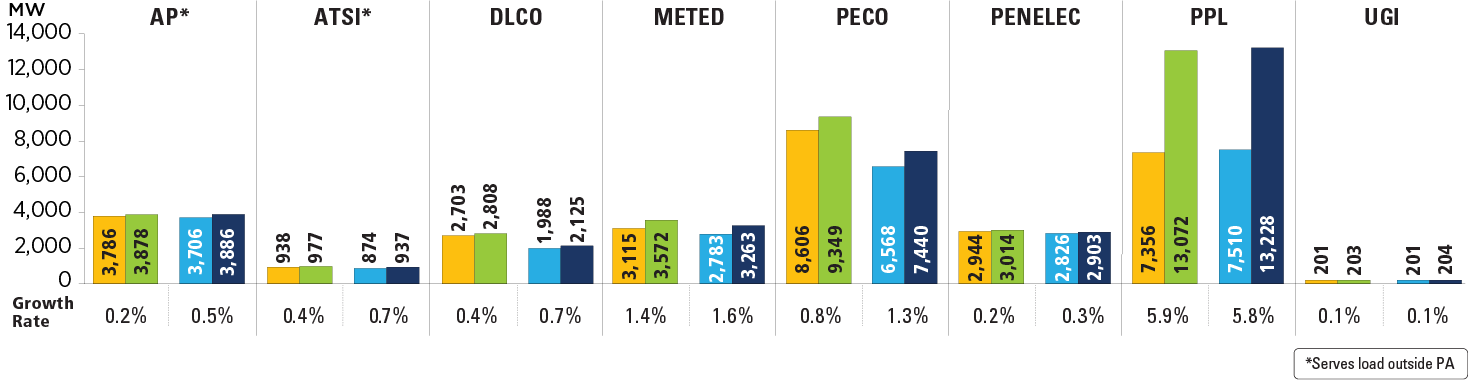 MW
AP* ATSI* DLCO METED PECO PENELEC PPL UGI
14,000
12,000
10,000
8,000
6,000
4,000
2,000
0
3,786 3,878 3,706 3,886 938 977 874 937 2,703 2,808 1,988 2,125 3,115 3,572 2,783 3,263 8,606 9,349 6,568 7,440 2,944 3,014 2,826 2,903 7,356 13,072 7,510 13,228 201 203 201 204
Growth
Rate
0.2% 0.5% 0.4% 0.7% 0.4% 0.7% 1.4% 1.6% 0.8% 1.3% 0.2% 0.3% 5.9% 5.8% 0.1% 0.1%
*Serves load outside PA